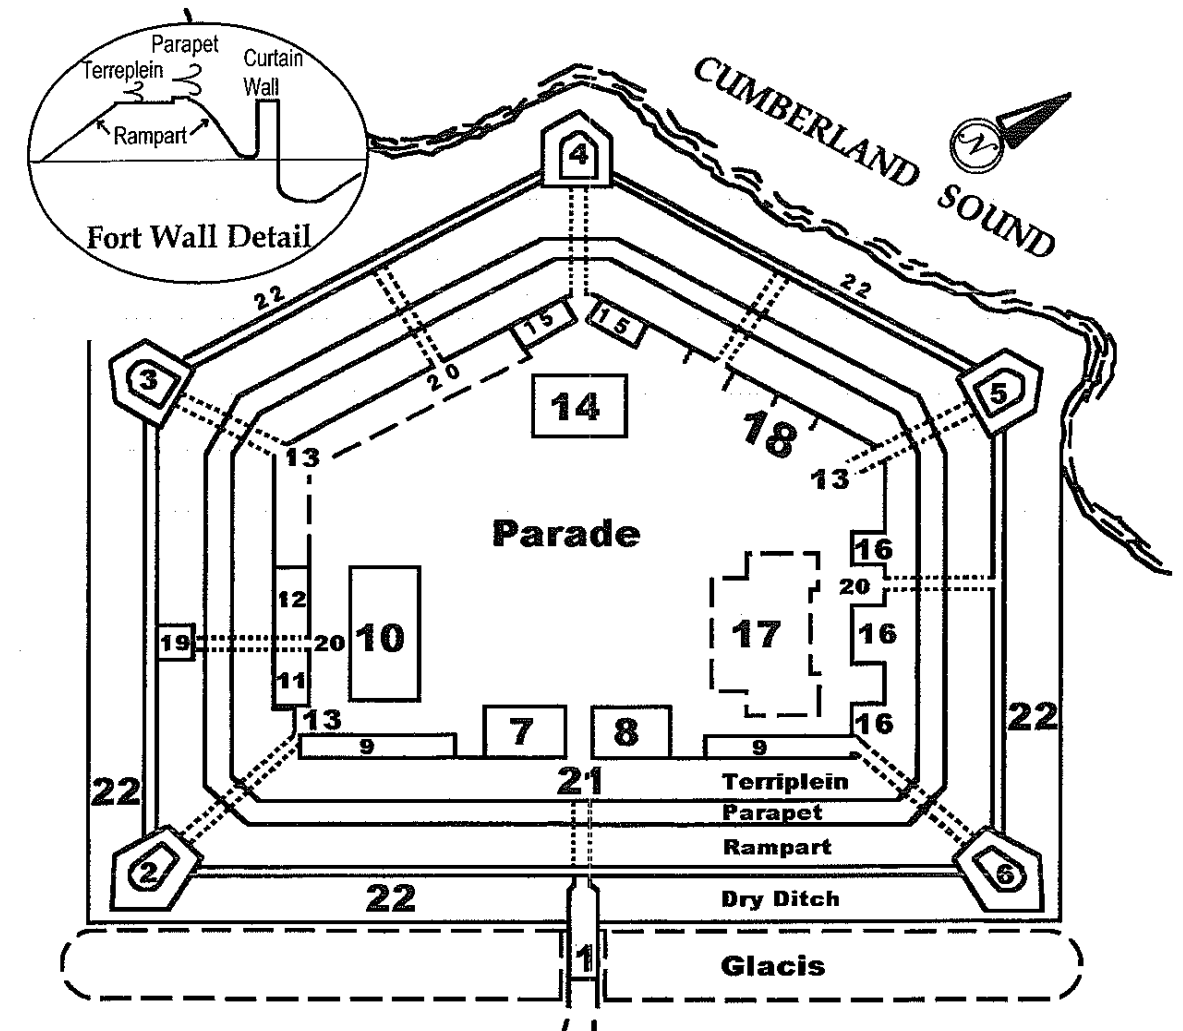 Parapet
Curtain
Wall
Terreplein
Rampart
Fort Wall Detail
CUMBERLAND SOUND
N
4
22
22
15
15
3
5
20
14
18
13
13
Parade
16
12
20
10
17
16
19
20
11
13
16
22
7
8
9
9
21
Terriplein
22
Parapet
Rampart
2
6
22
Dry Ditch
1
Glacis